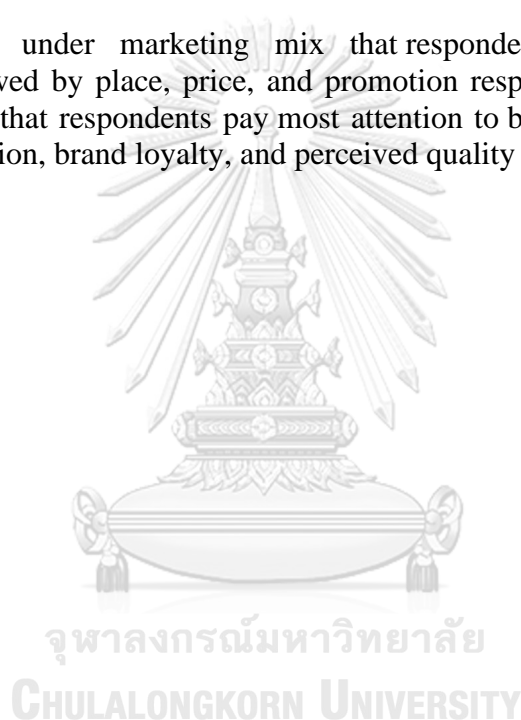 under marketing mix that responde
ved by place, price, and promotion resp
that respondents pay most attention to b
ion, brand loyalty, and perceived quality
จุฬาลงกรณ์มหาวิทยาลัย
CHULALONGKORN UNIVERSITY